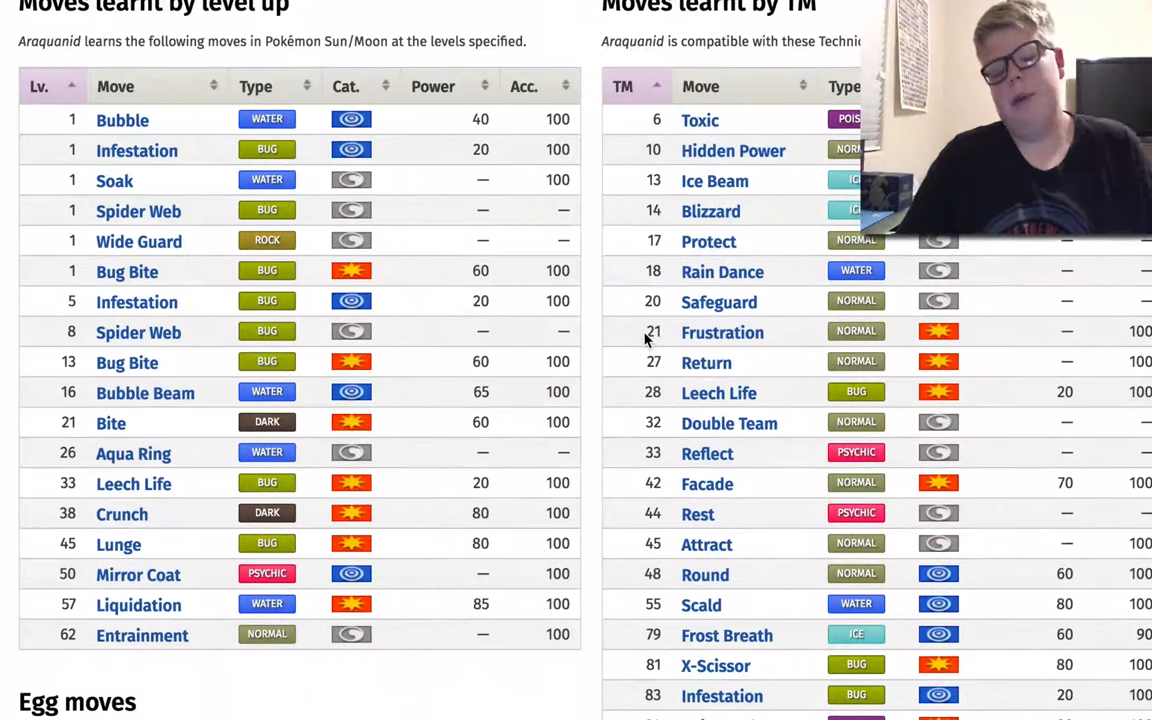 Moves learnt by level up
Araquanid learns the following moves in Pokémon Sun/Moon at the levels specified.
Lv. Move Type Cat. Power Acc.
1 Bubble WATER 40 100
1 Infestation BUG 20 100
1 Soak WATER — 100
1 Spider Web BUG — —
1 Wide Guard ROCK — —
1 Bug Bite BUG 60 100
5 Infestation BUG 20 100
8 Spider Web BUG — —
13 Bug Bite BUG 60 100
16 Bubble Beam WATER 65 100
21 Bite DARK 60 100
26 Aqua Ring WATER — —
33 Leech Life BUG 20 100
38 Crunch DARK 80 100
45 Lunge BUG 80 100
50 Mirror Coat PSYCHIC — 100
57 Liquidation WATER 85 100
62 Entrainment NORMAL — 100
Egg moves
Moves learnt by TM
Araquanid is compatible with these Techni
TM Move Type
6 Toxic POIS
10 Hidden Power NORM
13 Ice Beam IC
14 Blizzard IC
17 Protect NORMAL — —
18 Rain Dance WATER — —
20 Safeguard NORMAL — —
21 Frustration NORMAL — 100
27 Return NORMAL — 100
28 Leech Life BUG 20 100
32 Double Team NORMAL — —
33 Reflect PSYCHIC — —
42 Facade NORMAL 70 100
44 Rest PSYCHIC — —
45 Attract NORMAL — 100
48 Round NORMAL 60 100
55 Scald WATER 80 100
79 Frost Breath ICE 60 90
81 X-Scissor BUG 80 100
83 Infestation BUG 20 100